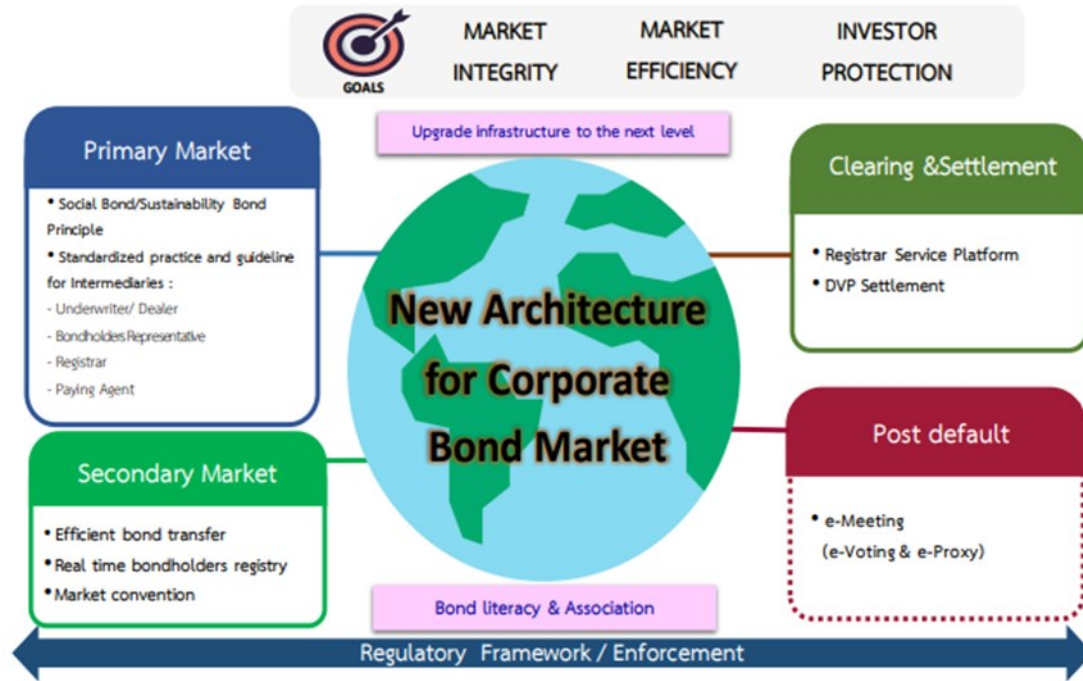 GOALS
MARKET
INTEGRITY
MARKET
EFFICIENCY
INVESTOR
PROTECTION
Upgrade infrastructure to the next level
Primary Market
• Social Bond/Sustainability Bond
Principle
• Standardized practice and guideline
for Intermediaries :
- Underwriter/ Dealer
- Bondholders Representative
- Registrar
- Paying Agent
Clearing &Settlement
• Registrar Service Platform
• DVP Settlement
New Architecture
for Corporate
Bond Market
Secondary Market
• Efficient bond transfer
• Real time bondholders registry
• Market convention
Post default
• e-Meeting
(e-Voting & e-Proxy)
Bond literacy & Association
Regulatory Framework / Enforcement